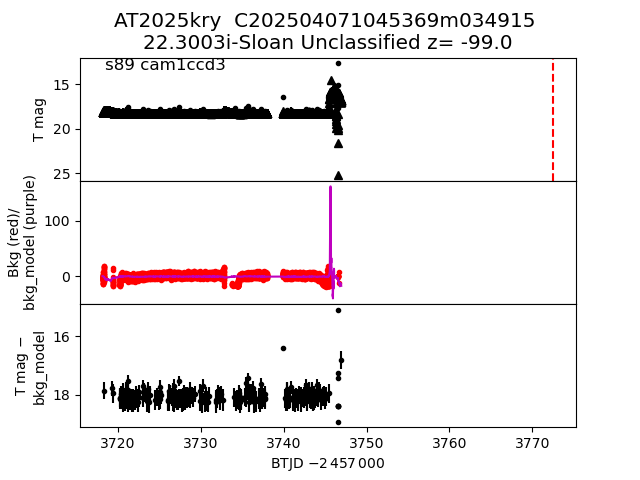 AT2025kry C202504071045369m034915
22.3003i-Sloan Unclassified z= -99.0
s89 cam1ccd3
T mag
15
20
25
Bkg (red)/
bkg_model (purple)
100
0
T mag −
bkg_model
16
18
3720 3730 3740 3750 3760 3770
BTJD −2 457 000